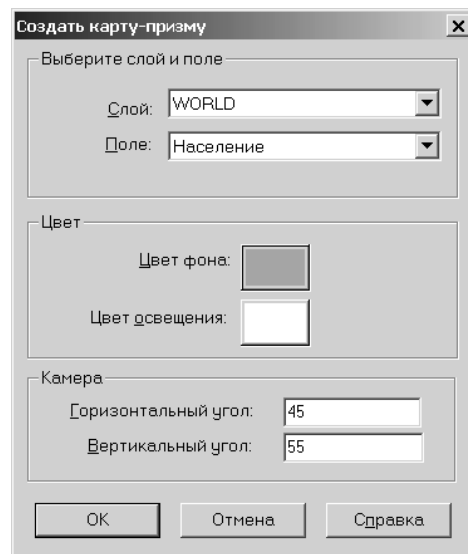 Создать карту-призму
Выберите слой и поле
Слой: WORLD
Поле: Население
Цвет
Цвет фона:
Цвет освещения:
Камера
Горизонтальный угол: 45
Вертикальный угол: 55
OK Отмена Справка